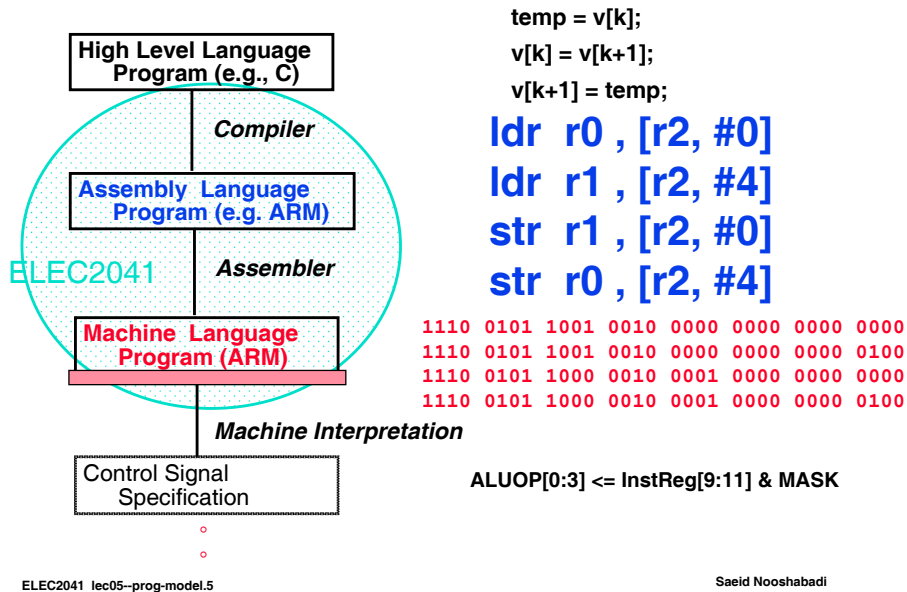 High Level Language
Program (e.g., C)
Compiler
Assembly Language
Program (e.g. ARM)
ELEC2041
Assembler
Machine Language
Program (ARM)
Machine Interpretation
Control Signal
Specification
temp = v[k];
v[k] = v[k+1];
v[k+1] = temp;
ldr r0 , [r2, #0]
ldr r1 , [r2, #4]
str r1 , [r2, #0]
str r0 , [r2, #4]
1110 0101 1001 0010 0000 0000 0000 0000
1110 0101 1001 0010 0000 0000 0000 0100
1110 0101 1000 0010 0001 0000 0000 0000
1110 0101 1000 0010 0001 0000 0000 0100
ALUOP[0:3] <= InstReg[9:11] & MASK
ELEC2041 lec05--prog-model.5
Saeid Nooshabadi